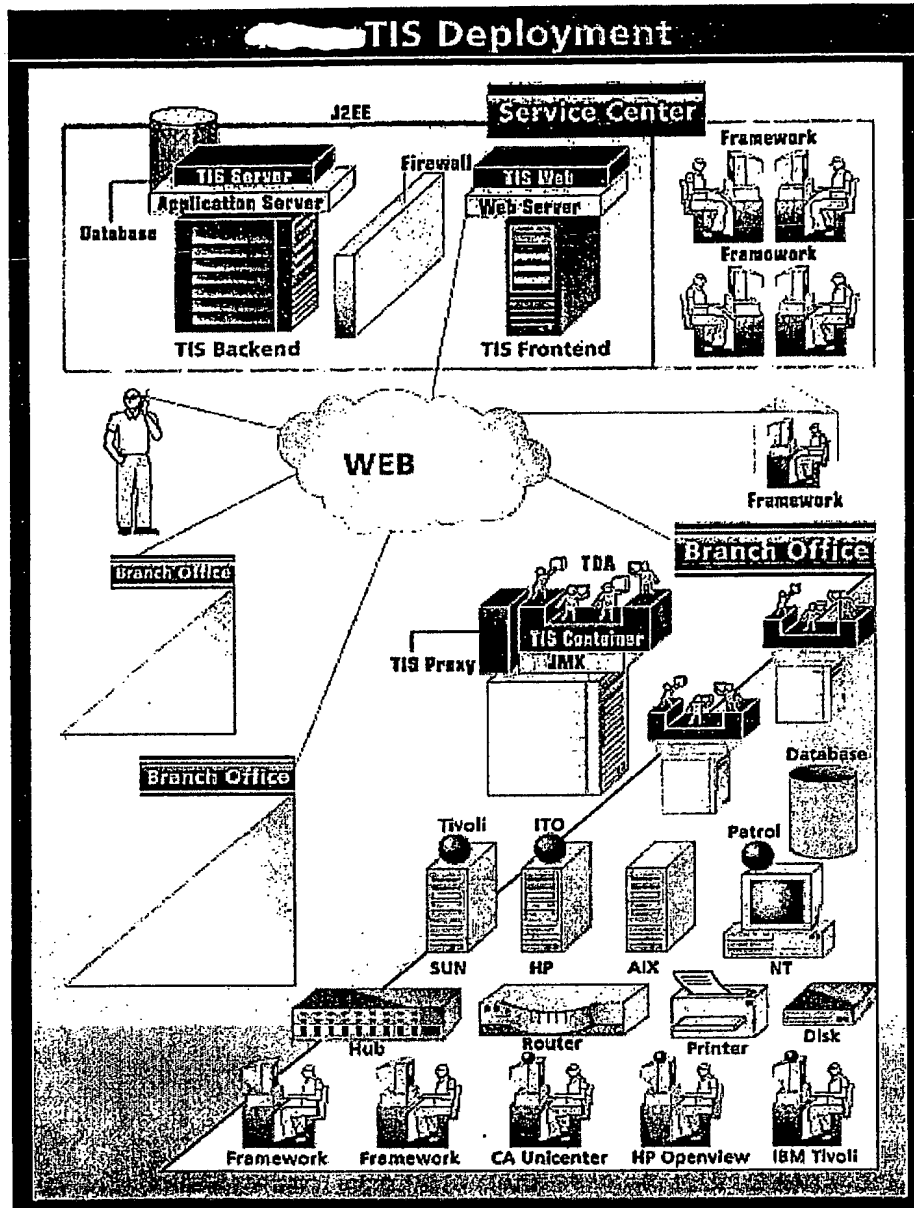 TIS Deployment
J2EE
Service Center
TIS Server
Application Server
Database
Firewall
TIS Web
Web Server
TIS Backend
TIS Frontend
Framework
Framework
WEB
Framework
Branch Office
Branch Office
TDA
TIS Container
TIS Proxy
JMX
Branch Office
Database
Tivoli
ITO
Patrol
SUN
HP
AIX
NT
Hub
Router
Printer
Disk
Framework
Framework
CA Unicenter
HP Openview
IBM Tivoli